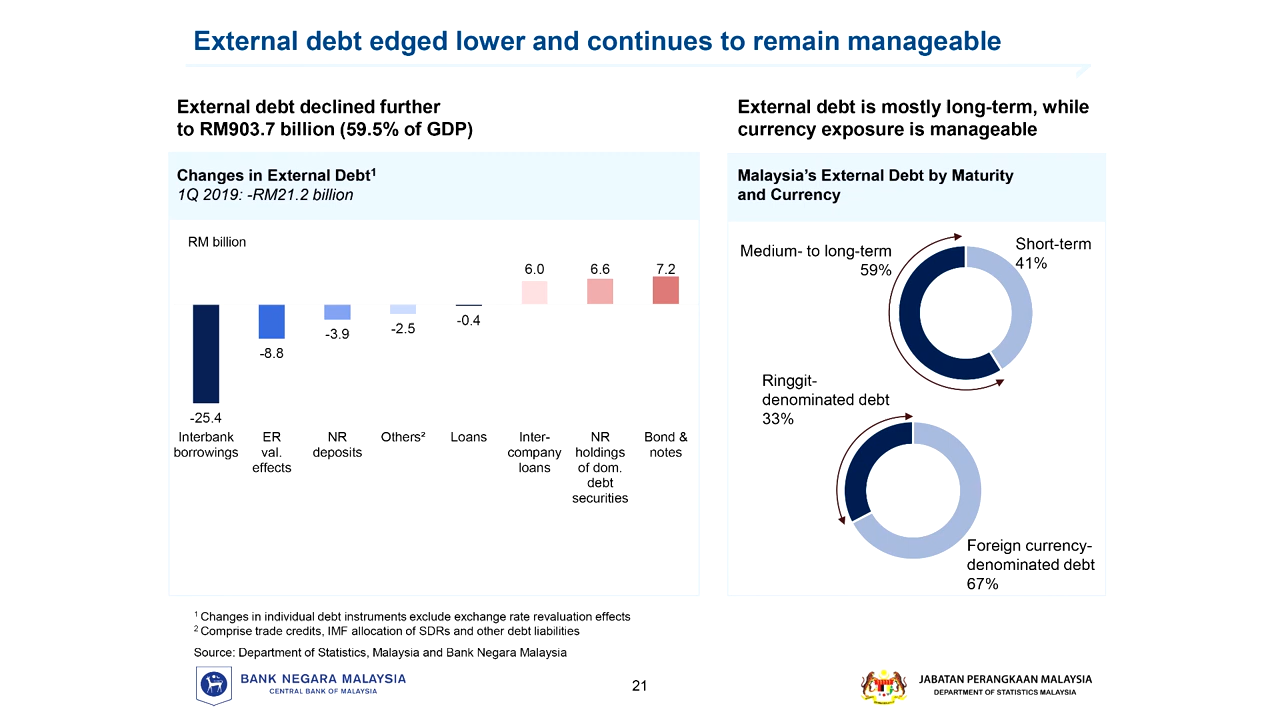 External debt edged lower and continues to remain manageable
External debt declined further
to RM903.7 billion (59.5% of GDP)
Changes in External Debt¹
1Q 2019: -RM21.2 billion
RM billion
6.0
6.6
7.2
-0.4
-2.5
-3.9
-8.8
-25.4
Interbank
borrowings
ER
val.
effects
NR
deposits
Others²
Loans
Inter-
company
loans
NR
holdings
of dom.
debt
securities
Bond &
notes
External debt is mostly long-term, while
currency exposure is manageable
Malaysia's External Debt by Maturity
and Currency
Medium- to long-term
59%
Short-term
41%
Ringgit-
denominated debt
33%
Foreign currency-
denominated debt
67%
¹ Changes in individual debt instruments exclude exchange rate revaluation effects
² Comprise trade credits, IMF allocation of SDRs and other debt liabilities
Source: Department of Statistics, Malaysia and Bank Negara Malaysia
BANK NEGARA MALAYSIA
CENTRAL BANK OF MALAYSIA
21
JABATAN PERANGKAAN MALAYSIA
DEPARTMENT OF STATISTICS MALAYSIA